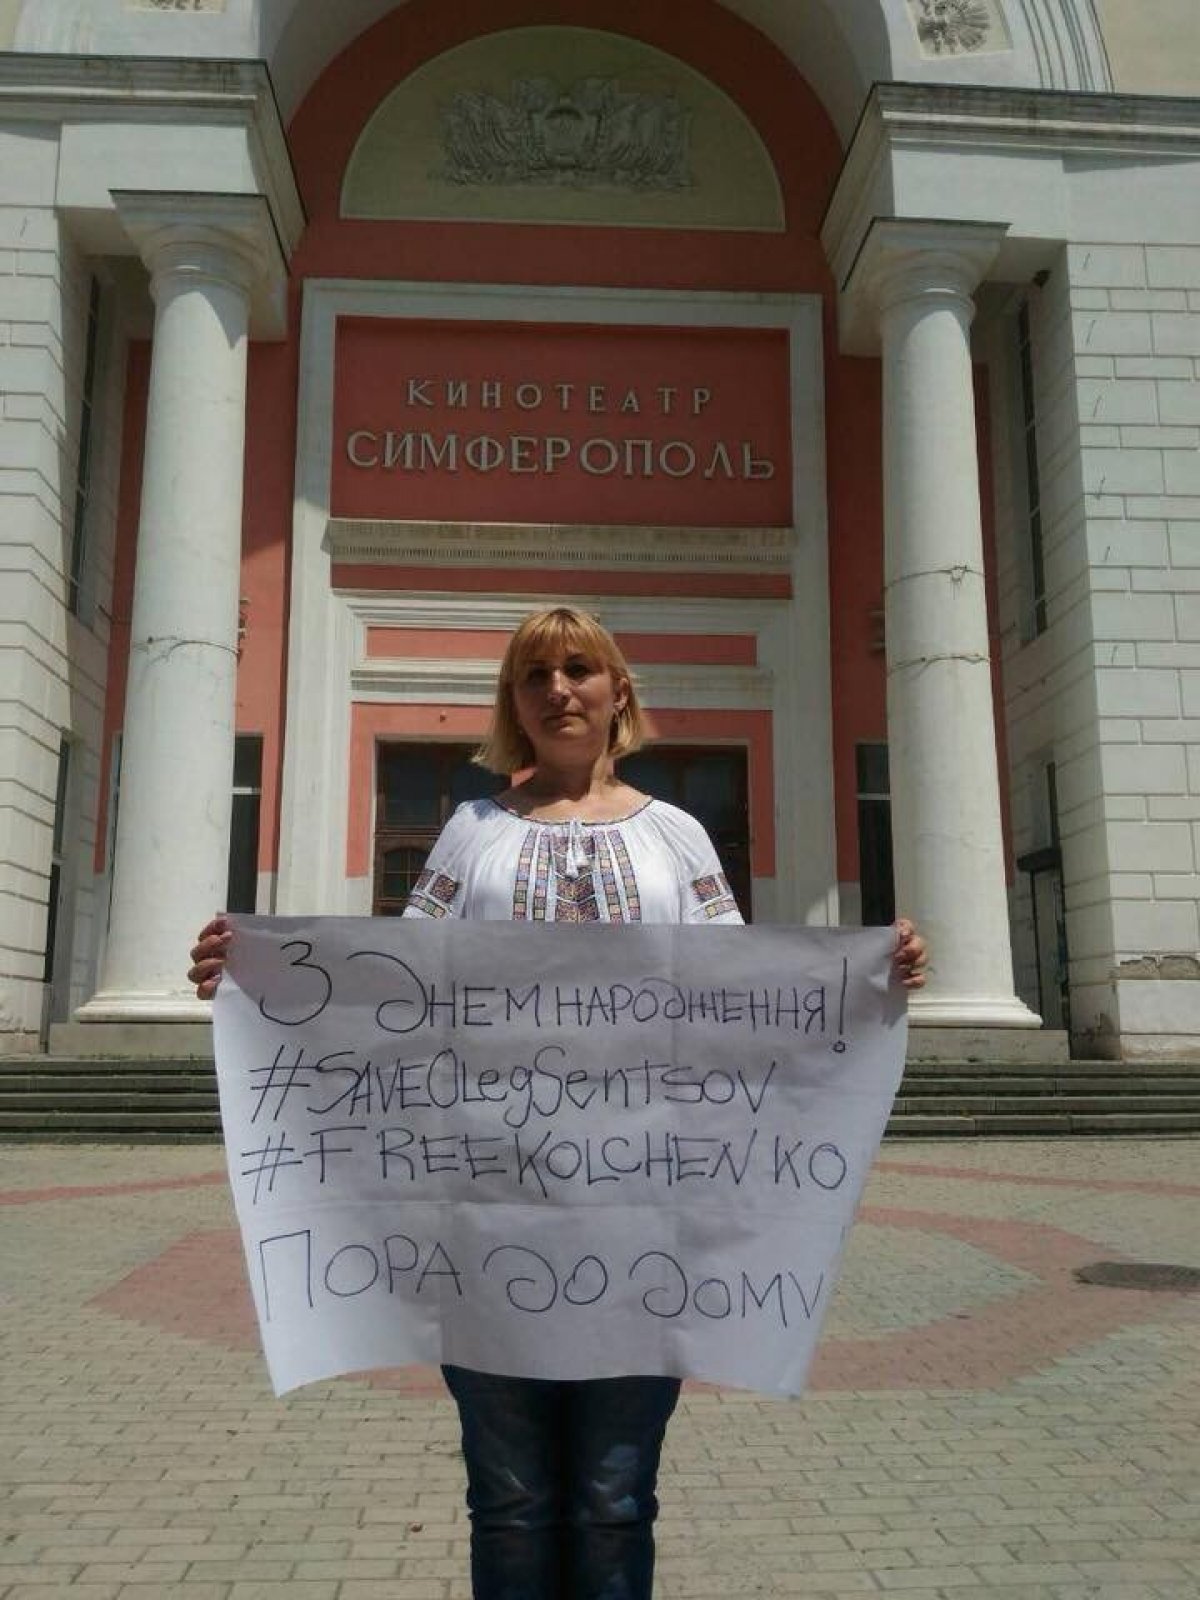 КИНОТЕАТР
СИМФЕРОПОЛЬ
З Днем народження!
#SAVEOlegSentsov
#FREEKOLCHENKO
ПОРА ДО ДОМУ